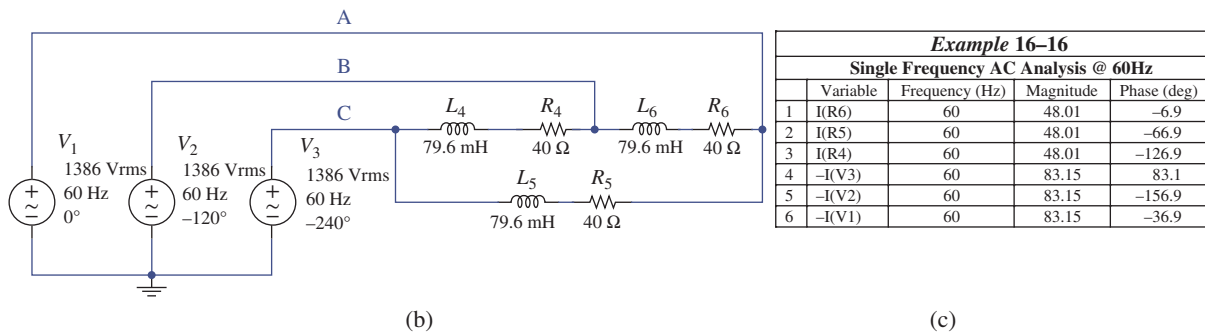 A
B
C
L4
R4
L6
R6
79.6 mH
40 Ω
79.6 mH
40 Ω
V1
1386 Vrms
60 Hz
0°
V2
1386 Vrms
60 Hz
–120°
V3
1386 Vrms
60 Hz
–240°
L5
R5
79.6 mH
40 Ω
(b)
Example 16–16
Single Frequency AC Analysis @ 60Hz
Variable Frequency (Hz) Magnitude Phase (deg)
1 I(R6) 60 48.01 –6.9
2 I(R5) 60 48.01 -66.9
3 I(R4) 60 48.01 –126.9
4 –I(V3) 60 83.15 83.1
5 –I(V2) 60 83.15 -156.9
6 –I(V1) 60 83.15 -36.9
(c)